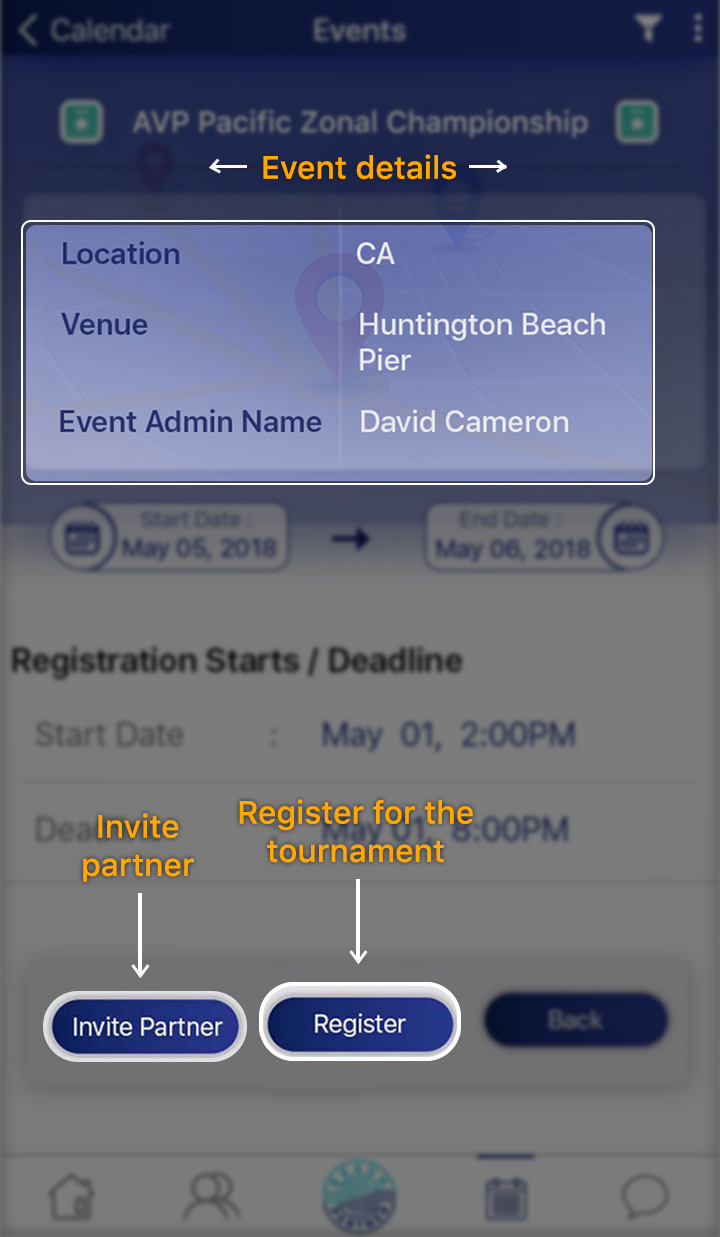 Calendar Events
AVP Pacific Zonal Championship
Event details
Location CA
Venue Huntington Beach
Pier
Event Admin Name David Cameron
Start Date : End Date :
May 05, 2018 May 06, 2018
Registration Starts / Deadline
Start Date : May 01, 2:00PM
May 01, 8:00PM
Invite
partner
Register for the
tournament
Invite Partner Register Back